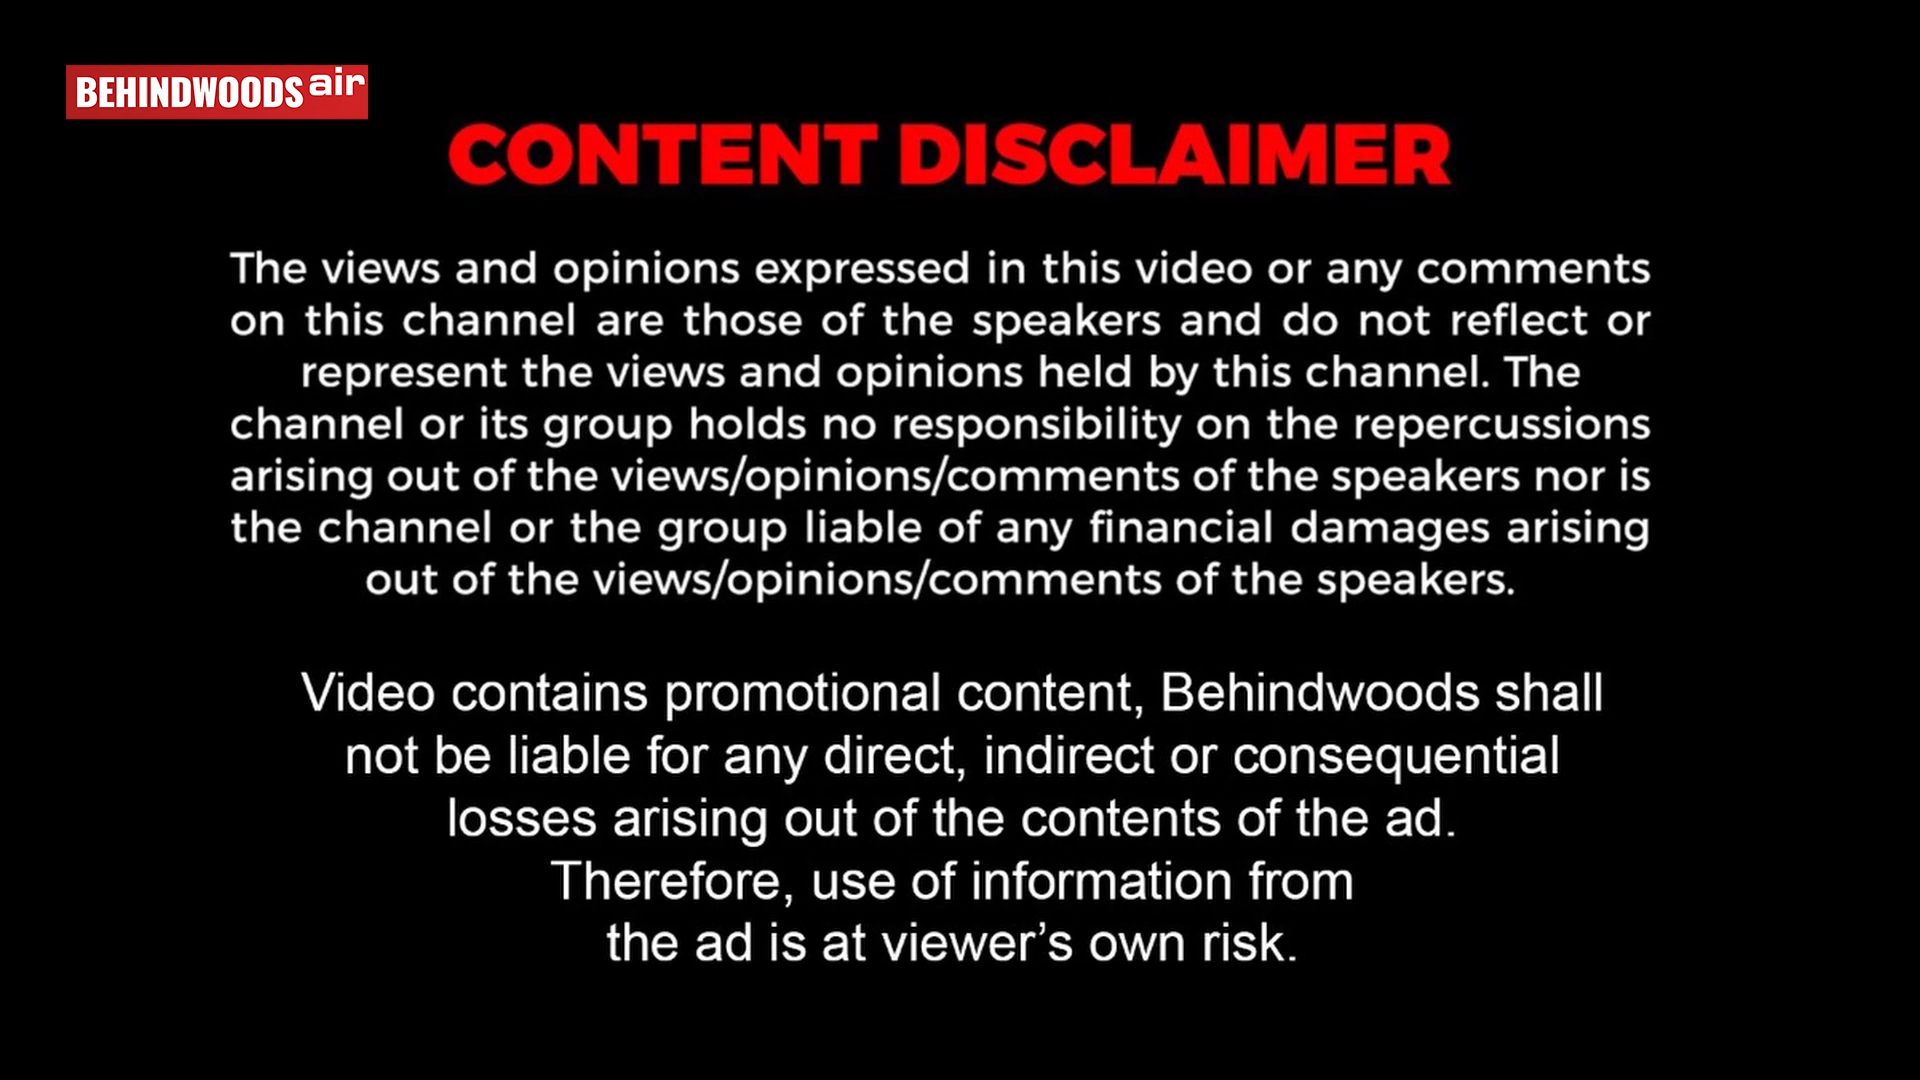 BEHINDWOODS air
CONTENT DISCLAIMER
The views and opinions expressed in this video or any comments
on this channel are those of the speakers and do not reflect or
represent the views and opinions held by this channel. The
channel or its group holds no responsibility on the repercussions
arising out of the views/opinions/comments of the speakers nor is
the channel or the group liable of any financial damages arising
out of the views/opinions/comments of the speakers.
Video contains promotional content, Behindwoods shall
not be liable for any direct, indirect or consequential
losses arising out of the contents of the ad.
Therefore, use of information from
the ad is at viewer’s own risk.